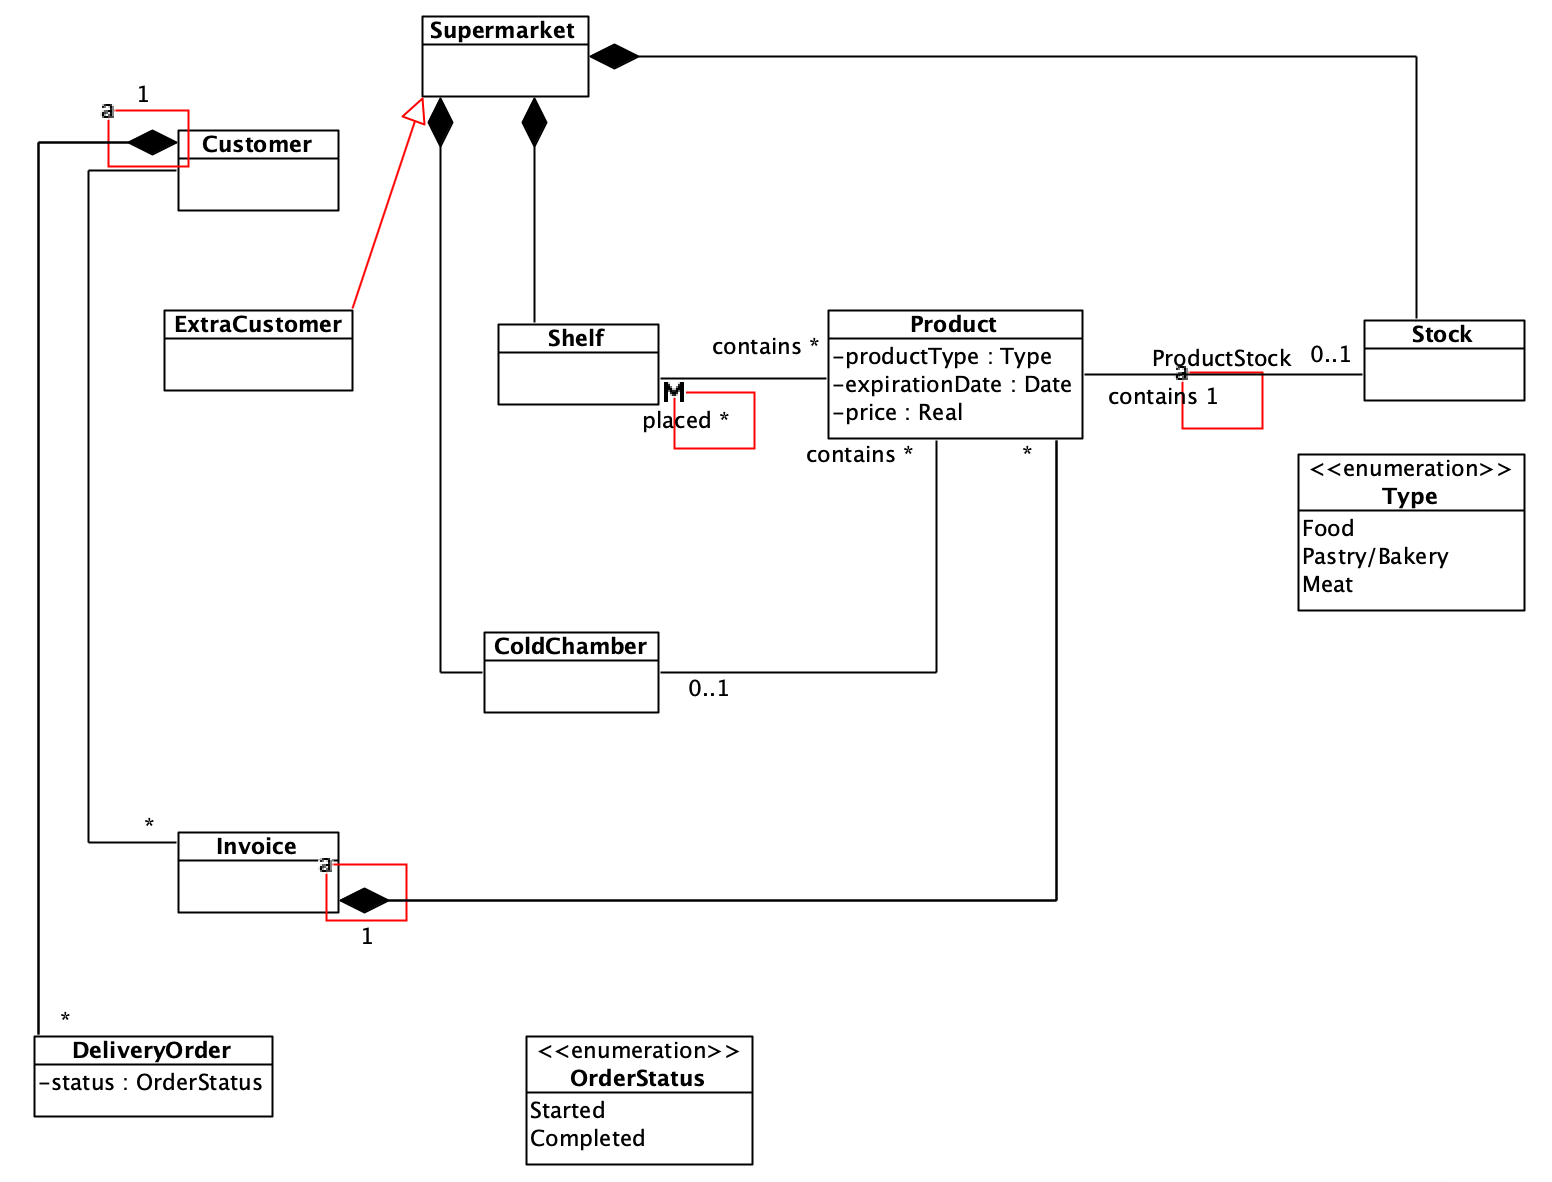 Supermarket
1
a
Customer
ExtraCustomer
Shelf
contains *
M
placed *
Product
-productType : Type
-expirationDate : Date
-price : Real
contains *
*
ProductStock
a
contains 1
0..1
Stock
<<enumeration>>
Type
Food
Pastry/Bakery
Meat
ColdChamber
0..1
*
Invoice
a
1
*
DeliveryOrder
-status : OrderStatus
<<enumeration>>
OrderStatus
Started
Completed